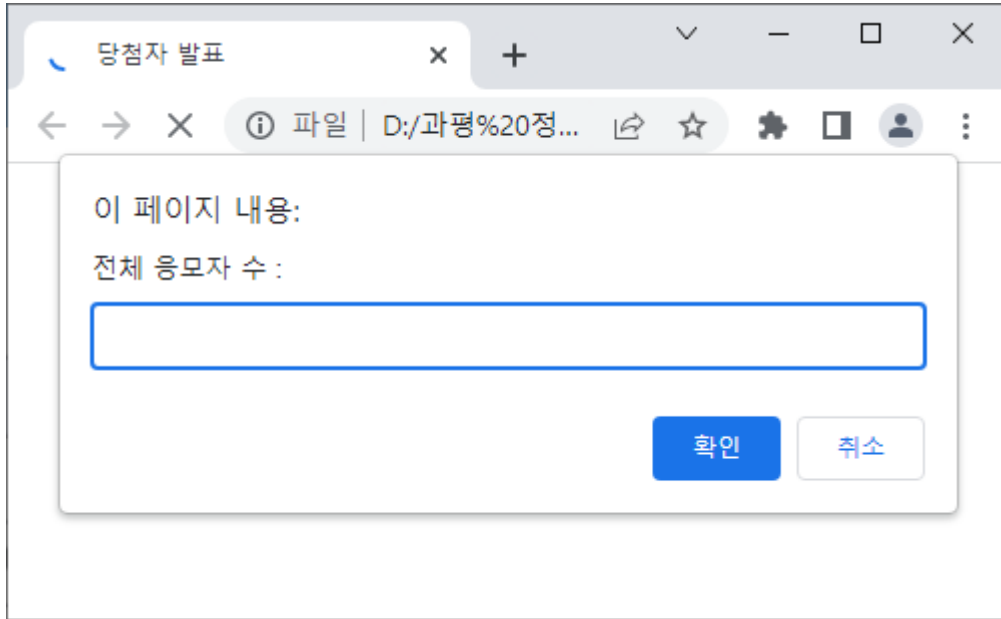 당첨자 발표
파일 | D:/과평%20정...
이 페이지 내용:
전체 응모자 수 :
확인 취소